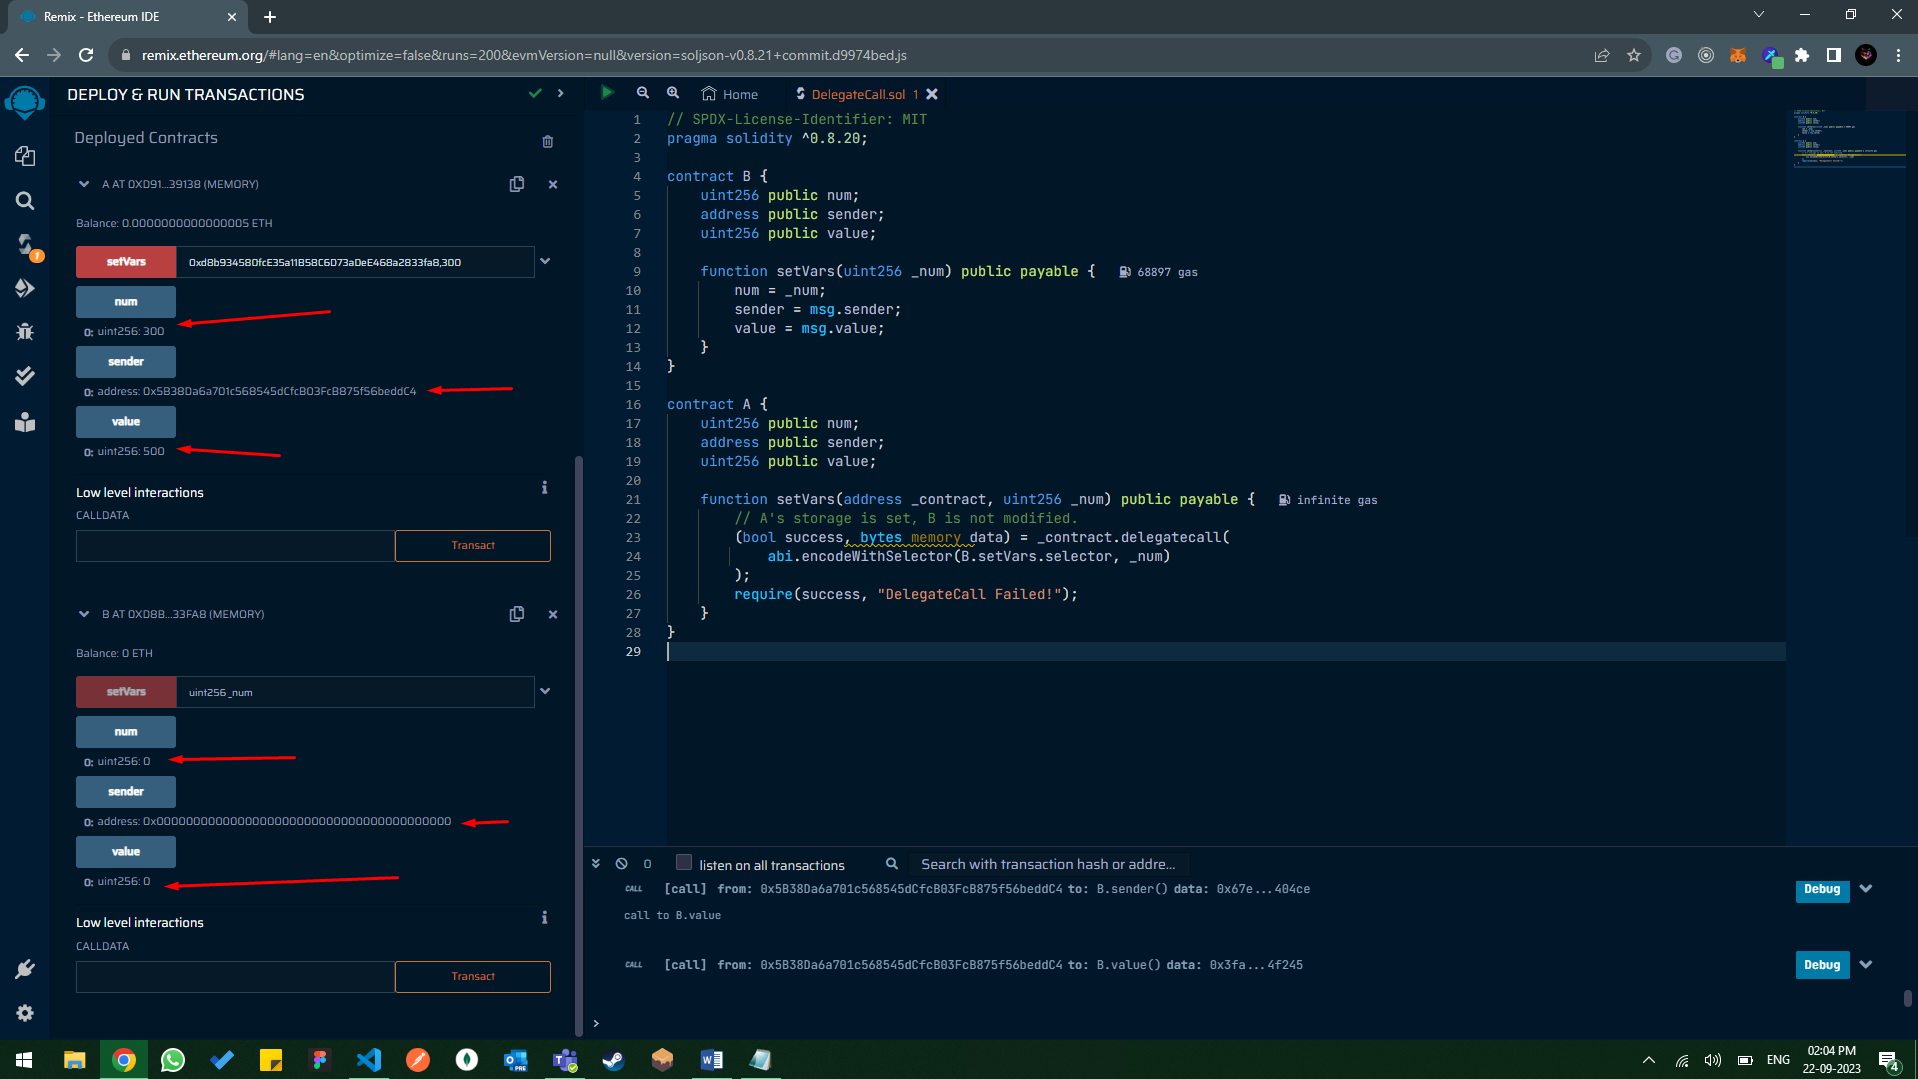 Remix - Ethereum IDE
remix.ethereum.org/#lang=en&optimize=false&runs=200&evmVersion=null&version=soljson-v0.8.21+commit.d9974bed.js
DEPLOY & RUN TRANSACTIONS
Deployed Contracts
A AT 0XD91...39138 (MEMORY)
Balance: 0.0000000000000005 ETH
setVars
0xd8b934580fcE35a11B58C6D73aDeE468a2833fa8,300
num
0: uint256: 300
sender
0: address: 0x5B38Da6a701c568545dCfcB03FcB875f56beddC4
value
0: uint256: 500
Low level interactions
CALLDATA
Transact
B AT 0XD8B...33FA8 (MEMORY)
Balance: 0 ETH
setVars
uint256 _num
num
0: uint256: 0
sender
0: address: 0x0000000000000000000000000000000000000000
value
0: uint256: 0
Low level interactions
CALLDATA
Transact
1
Home
DelegateCall.sol 1
1 // SPDX-License-Identifier: MIT
2 pragma solidity ^0.8.20;
3
4 contract B {
5 uint256 public num;
6 address public sender;
7 uint256 public value;
8
9 function setVars(uint256 _num) public payable { 68897 gas
10 num = _num;
11 sender = msg.sender;
12 value = msg.value;
13 }
14 }
15
16 contract A {
17 uint256 public num;
18 address public sender;
19 uint256 public value;
20
21 function setVars(address _contract, uint256 _num) public payable { infinite gas
22 // A's storage is set, B is not modified.
23 (bool success, bytes memory data) = _contract.delegatecall(
24 abi.encodeWithSelector(B.setVars.selector, _num)
25 );
26 require(success, "DelegateCall Failed!");
27 }
28 }
29
0
listen on all transactions
Search with transaction hash or addre...
CALL [call] from: 0x5B38Da6a701c568545dCfcB03FcB875f56beddC4 to: B.sender() data: 0x67e...404ce
Debug
call to B.value
CALL [call] from: 0x5B38Da6a701c568545dCfcB03FcB875f56beddC4 to: B.value() data: 0x3fa...4f245
Debug
>
ENG
02:04 PM
22-09-2023
4